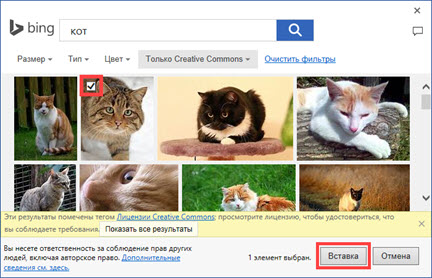 bing
кот
Размер Тип Цвет Только Creative Commons Очистить фильтры
Эти результаты помечены тегом Лицензии Creative Commons: просмотрите лицензию, чтобы удостовериться, что
вы соблюдаете требования. Показать все результаты
Вы несете ответственность за соблюдение прав других
людей, включая авторское право. Дополнительные
сведения см. здесь.
1 элемент выбран. Вставка Отмена